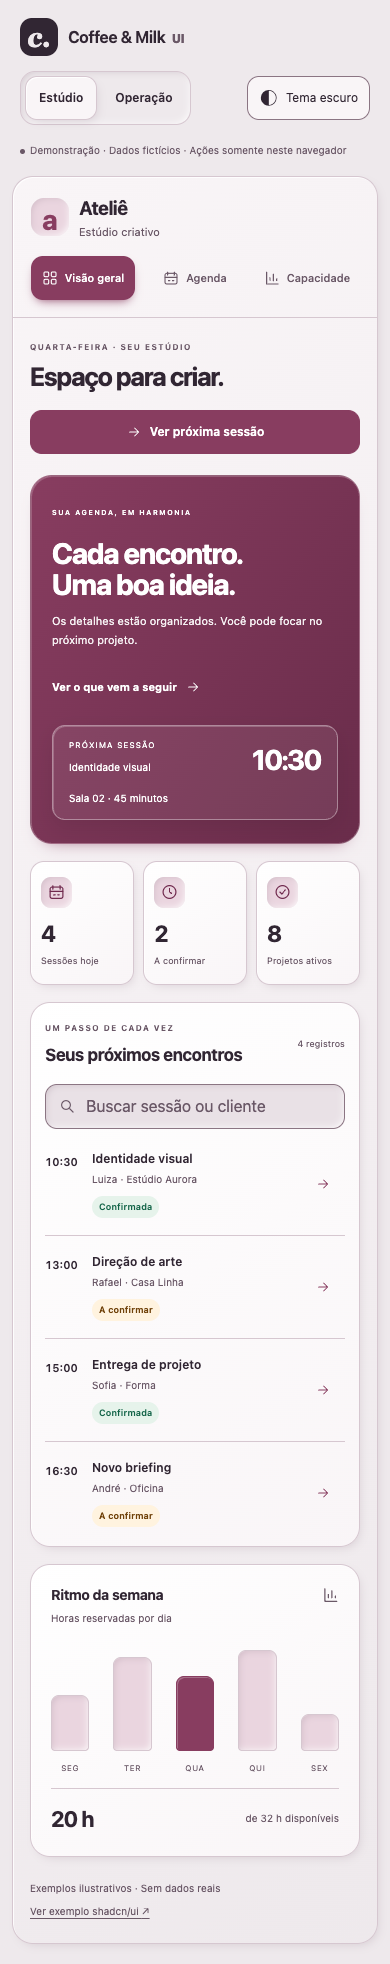 c. Coffee & Milk UI
Estúdio Operação Tema escuro
Demonstração · Dados fictícios · Ações somente neste navegador
a Ateliê
Estúdio criativo
Visão geral Agenda Capacidade
QUARTA-FEIRA · SEU ESTÚDIO
Espaço para criar.
→ Ver próxima sessão
SUA AGENDA, EM HARMONIA
Cada encontro.
Uma boa ideia.
Os detalhes estão organizados. Você pode focar no
próximo projeto.
Ver o que vem a seguir →
PRÓXIMA SESSÃO
Identidade visual
10:30
Sala 02 · 45 minutos
4
Sessões hoje
2
A confirmar
8
Projetos ativos
UM PASSO DE CADA VEZ
Seus próximos encontros
4 registros
Buscar sessão ou cliente
10:30 Identidade visual
Luiza · Estúdio Aurora
Confirmada
13:00 Direção de arte
Rafael · Casa Linha
A confirmar
15:00 Entrega de projeto
Sofia · Forma
Confirmada
16:30 Novo briefing
André · Oficina
A confirmar
Ritmo da semana
Horas reservadas por dia
SEG TER QUA QUI SEX
20 h de 32 h disponíveis
Exemplos ilustrativos · Sem dados reais
Ver exemplo shadcn/ui ↗